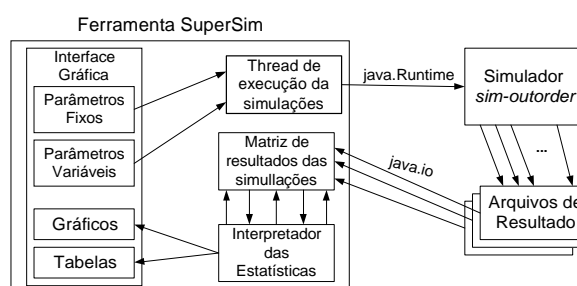 Ferramenta SuperSim
Interface
Gráfica
Parâmetros
Fixos
Parâmetros
Variáveis
Gráficos
Tabelas
Thread de
execução da
simulações
Matriz de
resultados das
simullações
Interpretador
das
Estatísticas
java.Runtime
java.io
Simulador
sim-outorder
...
Arquivos de
Resultado